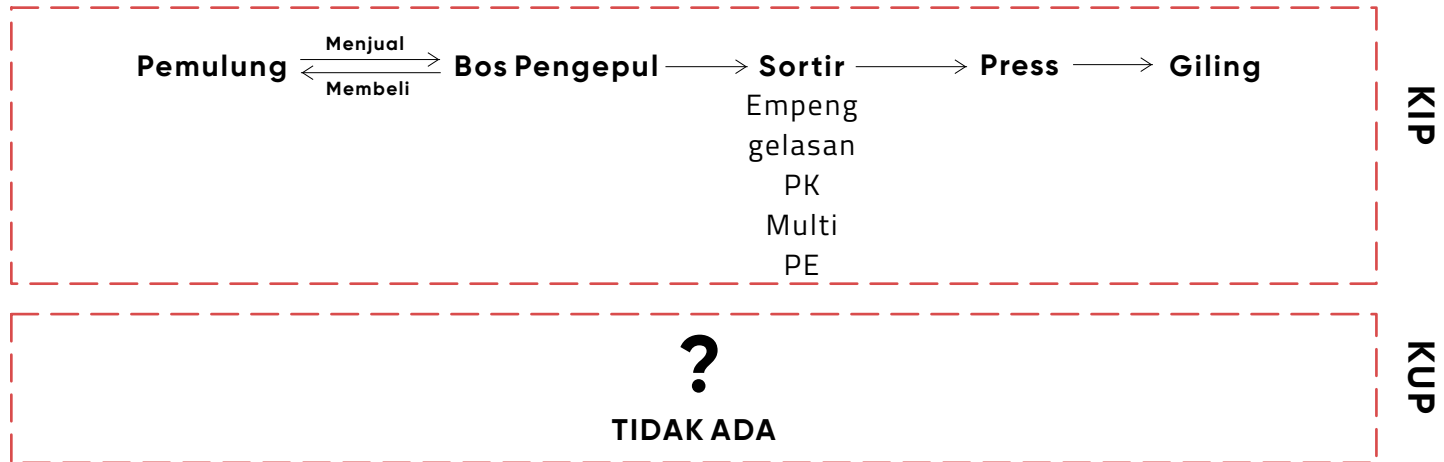 Pemulung
Menjual
Membeli
Bos Pengepul
Sortir
Empeng
gelasan
PK
Multi
PE
Press
Giling
KIP
?
TIDAK ADA
KUP